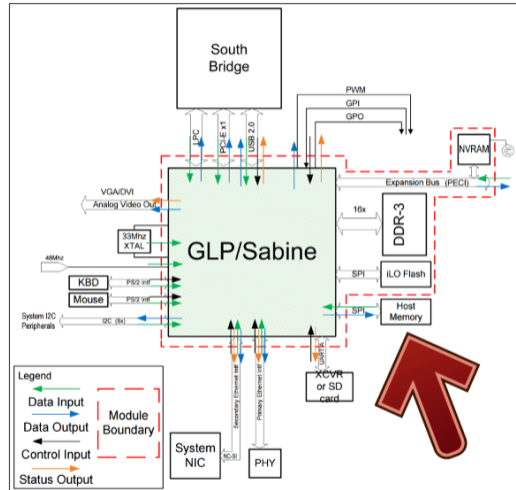 South
Bridge
PWM
GPI
GPO
LPC
PCI-E x1
USB 2.0
NVRAM
Expansion Bus (PECI)
VGA/DVI
Analog Video Out
16x
DDR-3
33Mhz
XTAL
GLP/Sabine
48Mhz
KBD
PS/2 Intf
Mouse
PS/2 Intf
SPI
iLO Flash
System I2C
Peripherals
I2C (8x)
SPI
Host
Memory
UARTA
XCVR
or SD
card
Secondary Ethernet Intf
Primary Ethernet Intf
System
NIC
NC-SI
PHY
Legend
Data Input
Data Output
Control Input
Status Output
Module
Boundary